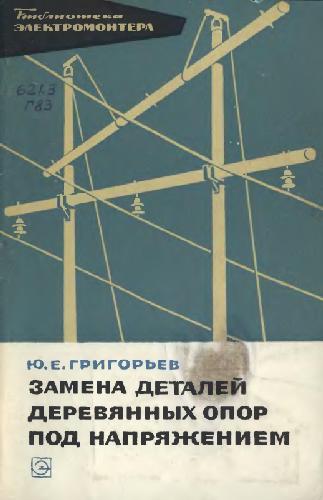 Библиотека
ЭЛЕКТРОМОНТЕРА
621.3
Г83
Ю. Е. ГРИГОРЬЕВ
ЗАМЕНА ДЕТАЛЕЙ
ДЕРЕВЯННЫХ ОПОР
ПОД НАПРЯЖЕНИЕМ